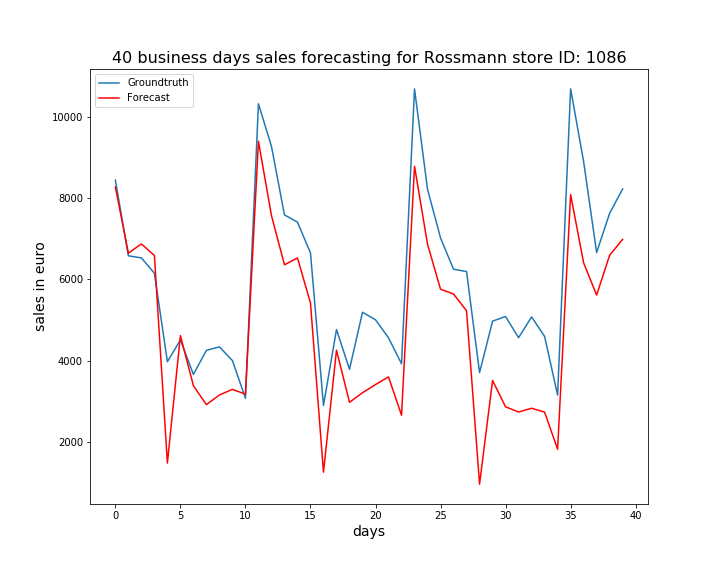 40 business days sales forecasting for Rossmann store ID: 1086
Groundtruth
Forecast
sales in euro
10000
8000
6000
4000
2000
0 5 10 15 20 25 30 35 40
days